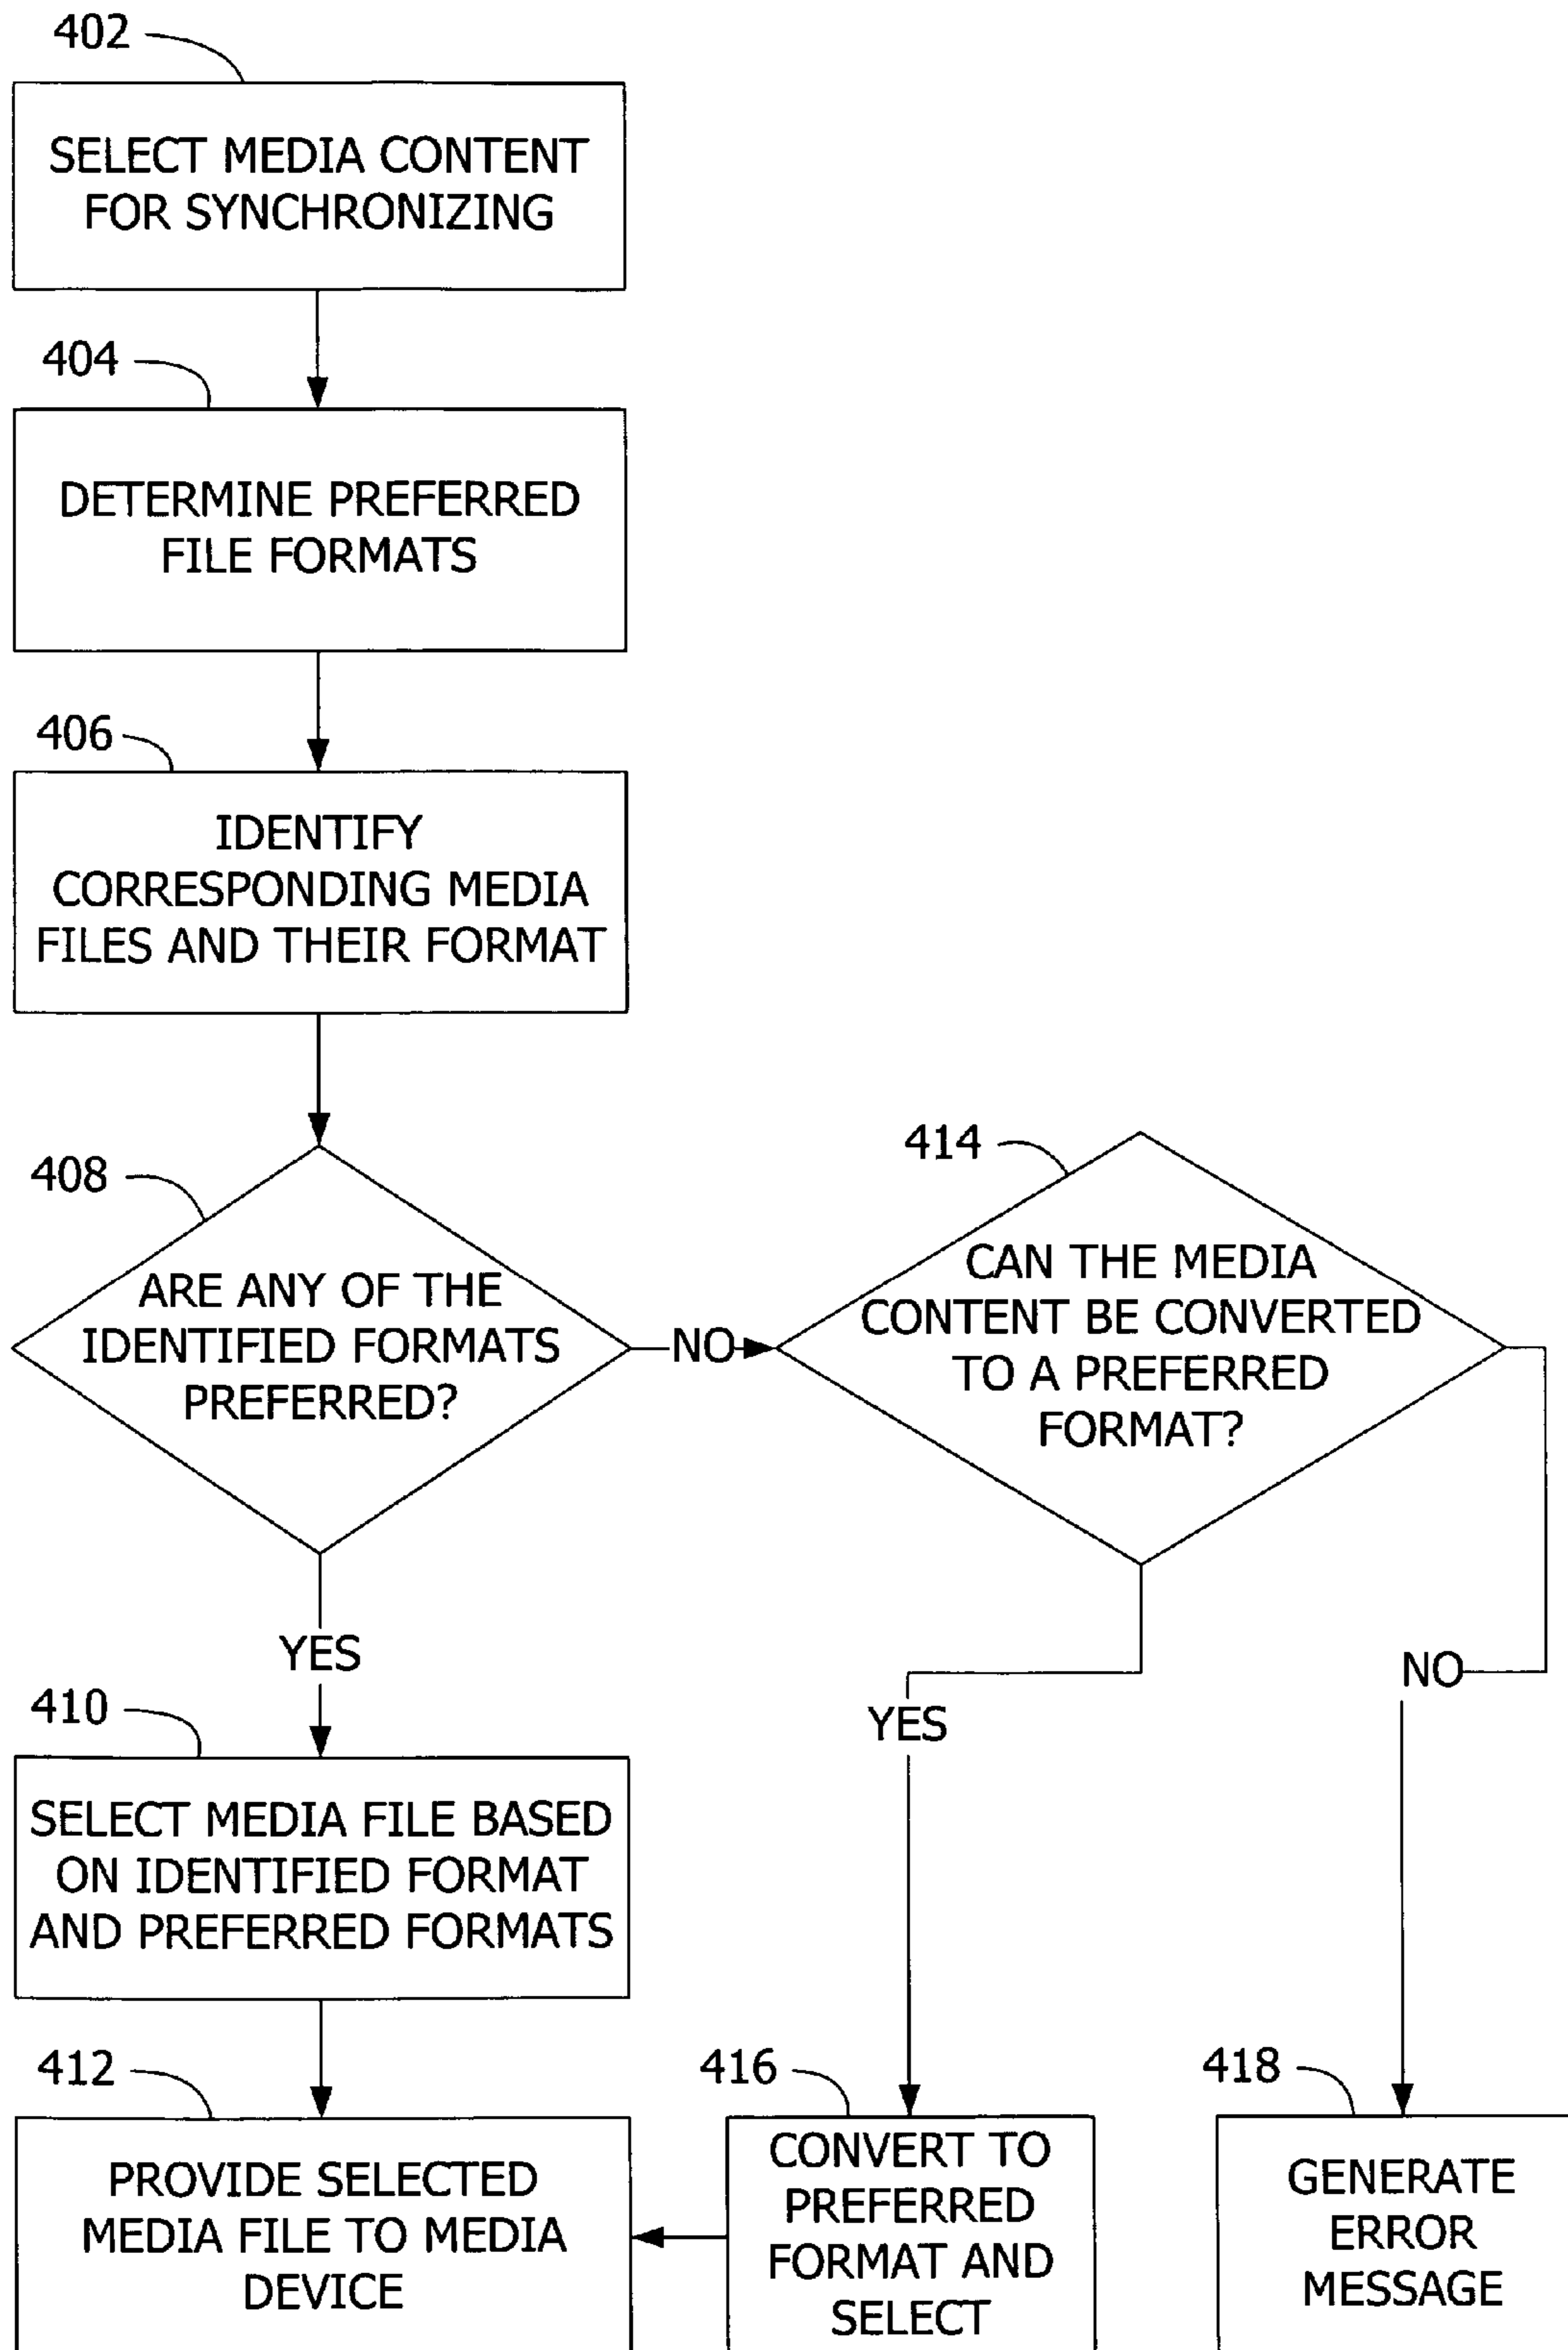 402
SELECT MEDIA CONTENT
FOR SYNCHRONIZING
404
DETERMINE PREFERRED
FILE FORMATS
406
IDENTIFY
CORRESPONDING MEDIA
FILES AND THEIR FORMAT
408
ARE ANY OF THE
IDENTIFIED FORMATS
PREFERRED?
NO
414
CAN THE MEDIA
CONTENT BE CONVERTED
TO A PREFERRED
FORMAT?
YES
410
SELECT MEDIA FILE BASED
ON IDENTIFIED FORMAT
AND PREFERRED FORMATS
YES
NO
412
PROVIDE SELECTED
MEDIA FILE TO MEDIA
DEVICE
416
CONVERT TO
PREFERRED
FORMAT AND
SELECT
418
GENERATE
ERROR
MESSAGE